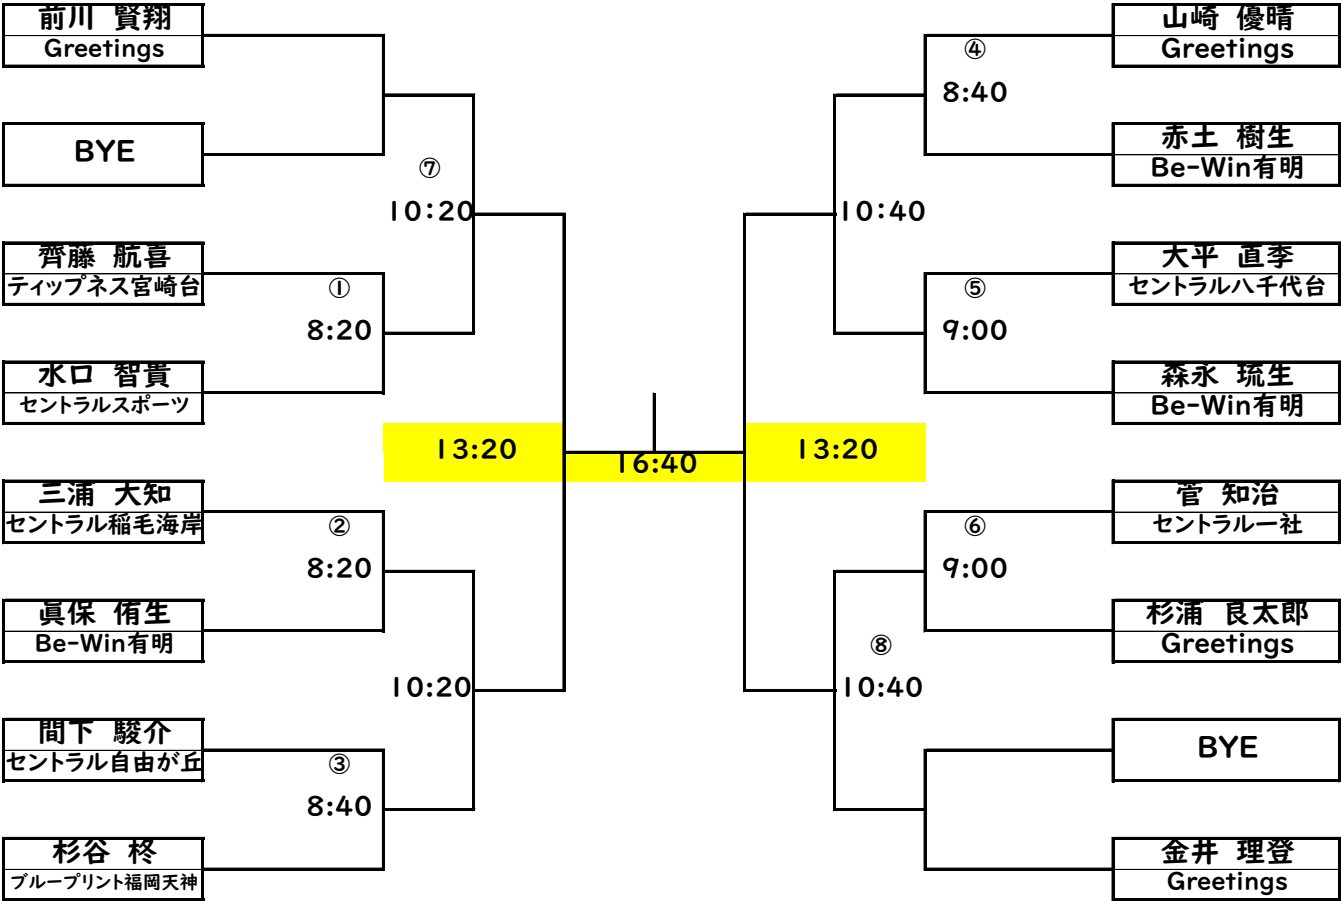 前川 賢翔
Greetings
BYE
⑦
10:20
齊藤 航喜
ティップネス宮崎台
①
8:20
水口 智貴
セントラルスポーツ
13:20
三浦 大知
セントラル稲毛海岸
②
8:20
眞保 侑生
Be-Win有明
10:20
間下 駿介
セントラル自由が丘
③
8:40
杉谷 柊
ブループリント福岡天神
16:40
山崎 優晴
Greetings
④
8:40
赤土 樹生
Be-Win有明
10:40
大平 直李
セントラル八千代台
⑤
9:00
森永 琉生
Be-Win有明
13:20
菅 知治
セントラル一社
⑥
9:00
杉浦 良太郎
Greetings
⑧
10:40
BYE
金井 理登
Greetings